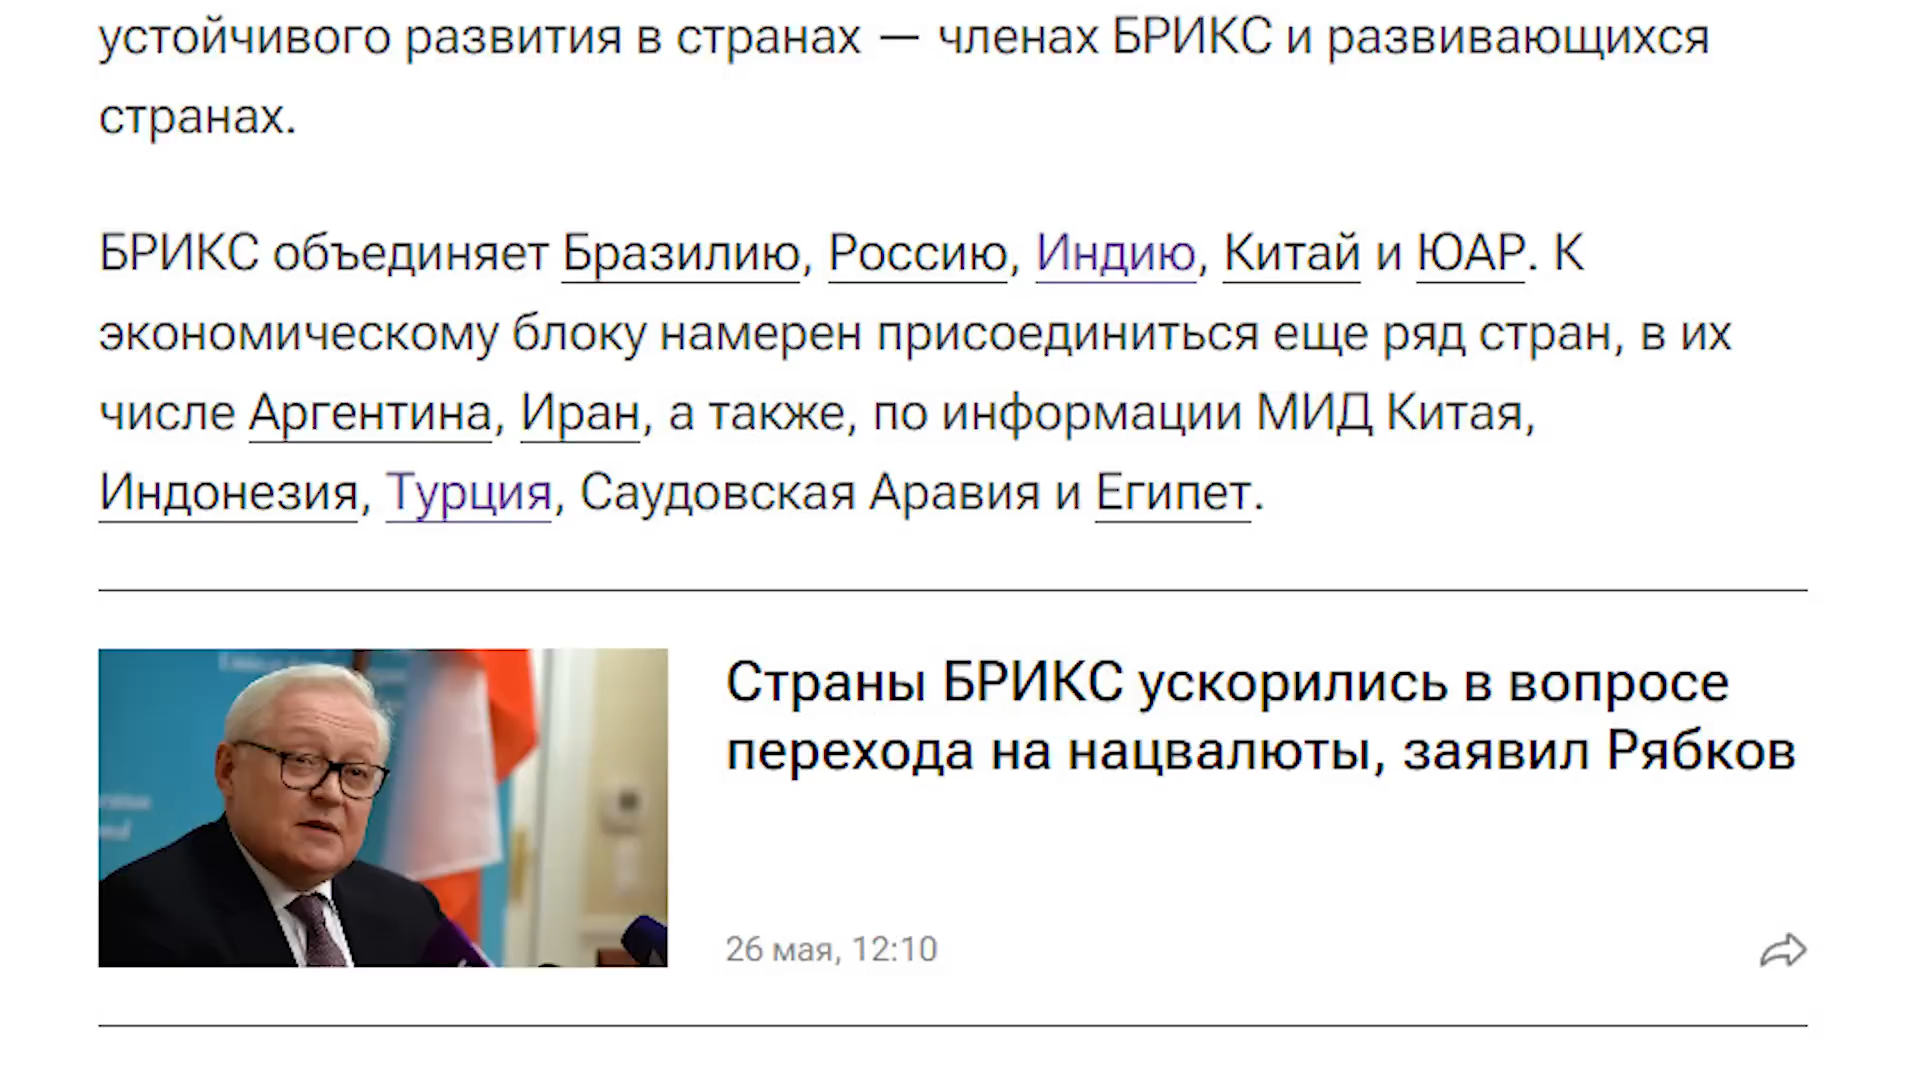 устойчивого развития в странах — членах БРИКС и развивающихся
странах.
БРИКС объединяет Бразилию, Россию, Индию, Китай и ЮАР. К
экономическому блоку намерен присоединиться еще ряд стран, в их
числе Аргентина, Иран, а также, по информации МИД Китая,
Индонезия, Турция, Саудовская Аравия и Египет.
Страны БРИКС ускорились в вопросе
перехода на нацвалюты, заявил Рябков
26 мая, 12:10